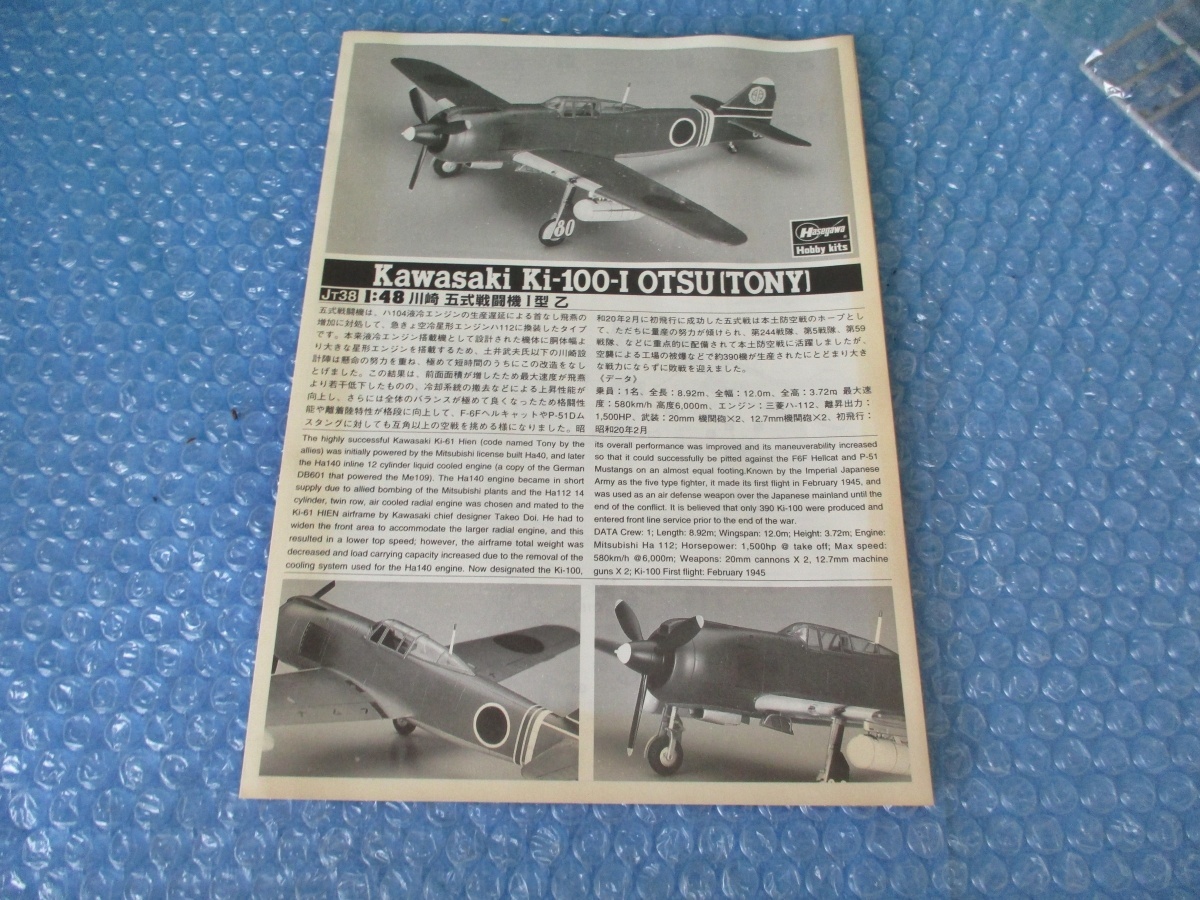 80
Hasegawa
Hobby kits
Kawasaki Ki-100-I OTSU[TONY]
JT38 1:48 川崎 五式戦闘機I型 乙
五式戦闘機は、ハ104液冷エンジンの生産遅延による首なし飛燕の
増加に対処して、急きょ空冷星形エンジンハ112に換装したタイプ
です。本来液冷エンジン搭載機として設計された機体に胴体幅よ
り大きな星形エンジンを搭載するため、土井武夫氏以下の川崎設
計陣は懸命の努力を重ね、極めて短時間のうちにこの改造をなし
とげました。この結果は、前面面積が増したため最大速度が飛燕
より若干低下したものの、冷却系統の撤去などによる上昇性能が
向上し、さらには全体のバランスが極めて良くなったため格闘性
能や離着陸特性が格段に向上して、F-6FヘルキャットやP-51Dム
スタングに対しても互角以上の空戦を挑める様になりました。昭
和20年2月に初飛行に成功した五式戦は本土防空戦のホープとし
て、ただちに量産の努力が傾けられ、第244戦隊、第5戦隊、第59
戦隊、などに重点的に配備されて本土防空戦に活躍しましたが、
空襲による工場の被爆などで約390機が生産されたにとどまり大き
な戦力にならずに敗戦を迎えました。
〈データ〉
乗員：1名、全長：8.92m、全幅：12.0m、全高：3.72m 最大速
度：580km/h 高度6,000m、エンジン：三菱ハ-112、離昇出力：
1,500HP、武装：20mm 機関砲×2、12.7mm機関砲×2、初飛行：
昭和20年2月
The highly successful Kawasaki Ki-61 Hien (code named Tony by the
allies) was initially powered by the Mitsubishi license built Ha40, and later
the Ha140 inline 12 cylinder liquid cooled engine (a copy of the German
DB601 that powered the Me109). The Ha140 engine became in short
supply due to allied bombing of the Mitsubishi plants and the Ha112 14
cylinder, twin row, air cooled radial engine was chosen and mated to the
Ki-61 HIEN airframe by Kawasaki chief designer Takeo Doi. He had to
widen the front area to accommodate the larger radial engine, and this
resulted in a lower top speed; however, the airframe total weight was
decreased and load carrying capacity increased due to the removal of the
cooling system used for the Ha140 engine. Now designated the Ki-100,
its overall performance was improved and its maneuverability increased
so that it could successfully be pitted against the F6F Hellcat and P-51
Mustangs on an almost equal footing.Known by the Imperial Japanese
Army as the five type fighter, it made its first flight in February 1945, and
was used as an air defense weapon over the Japanese mainland until the
end of the conflict. It is believed that only 390 Ki-100 were produced and
entered front line service prior to the end of the war.
DATA Crew: 1; Length: 8.92m; Wingspan: 12.0m; Height: 3.72m; Engine:
Mitsubishi Ha 112; Horsepower: 1,500hp @ take off; Max speed:
580km/h @6,000m; Weapons: 20mm cannons X 2, 12.7mm machine
guns X 2; Ki-100 First flight: February 1945